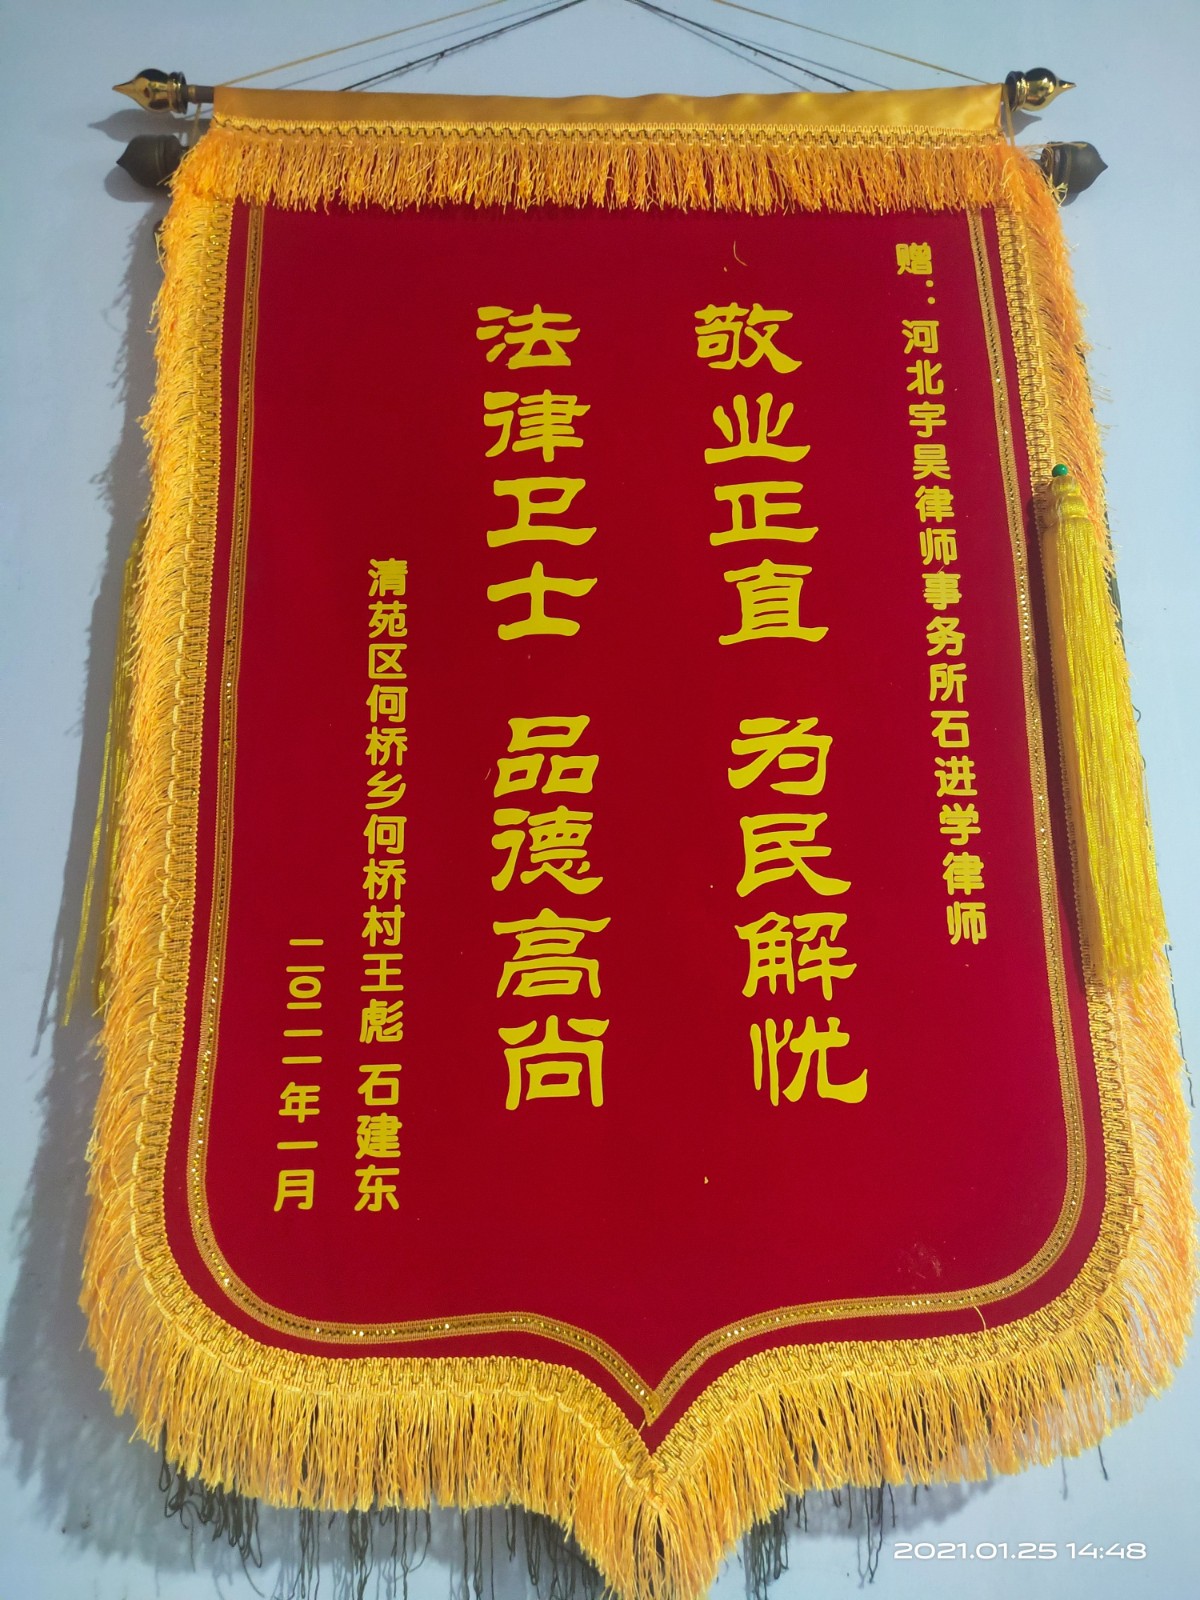 赠：河北宇昊律师事务所石进学律师
敬业正直 为民解忧
法律卫士 品德高尚
清苑区何桥乡何桥村王彪 石建东
二〇二一年一月
2021.01.25 14:48